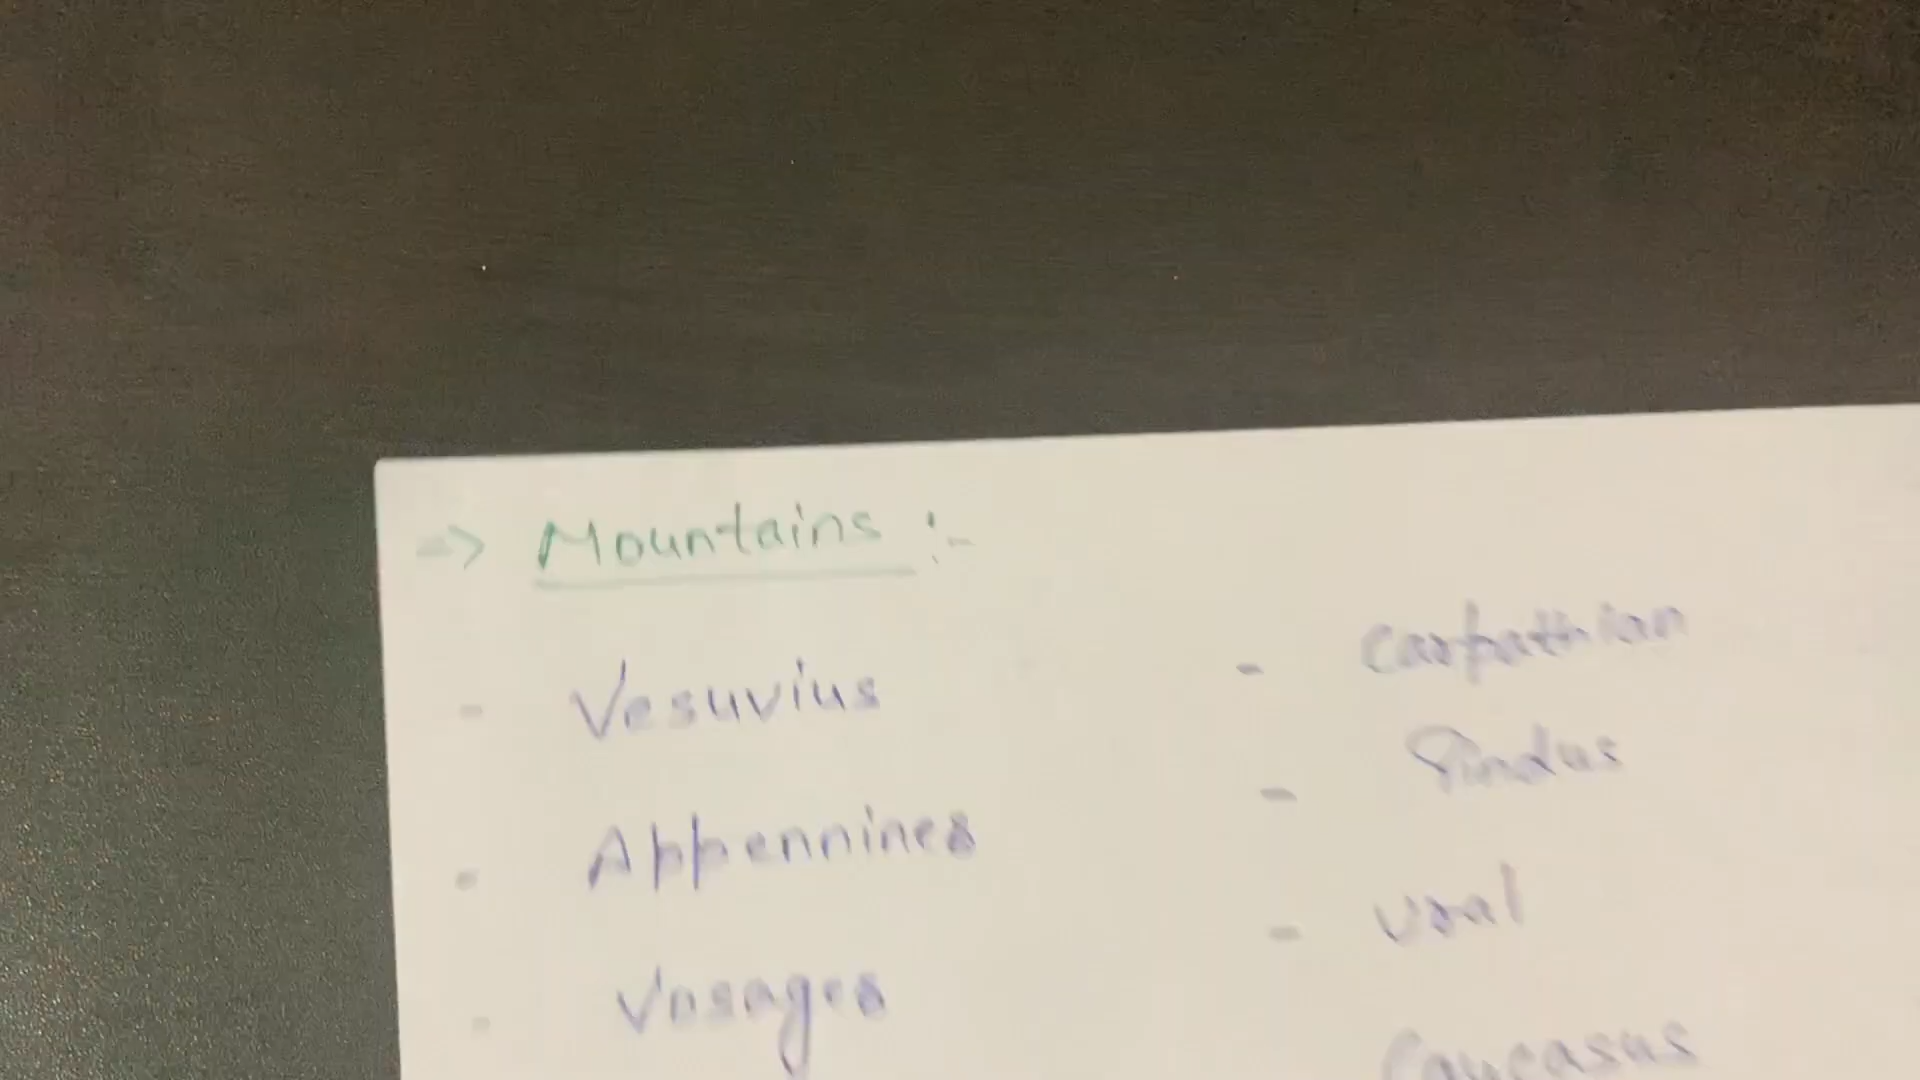 => Mountains :-
- Vesuvius
- Appennines
- Vosages
- Carpathian
- Pindus
- Ural
Caucasus